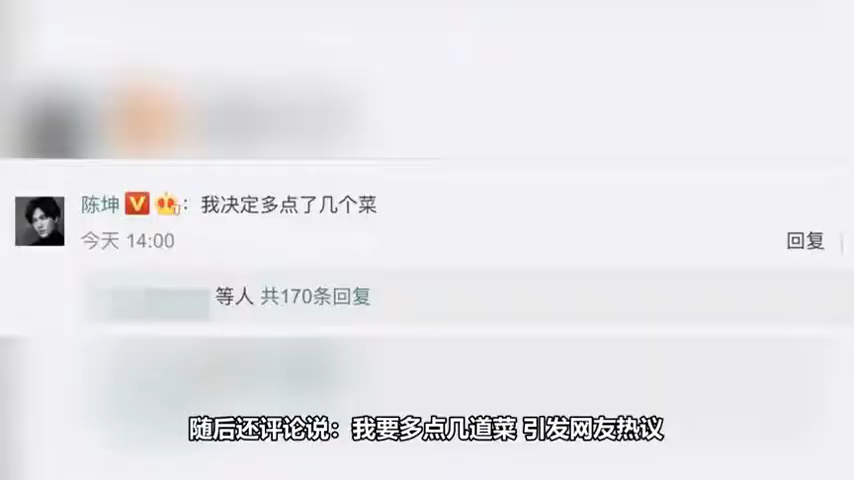 陈坤 V：我决定多点了几个菜
今天 14:00
回复
等人 共170条回复
随后还评论说：我要多点几道菜 引发网友热议